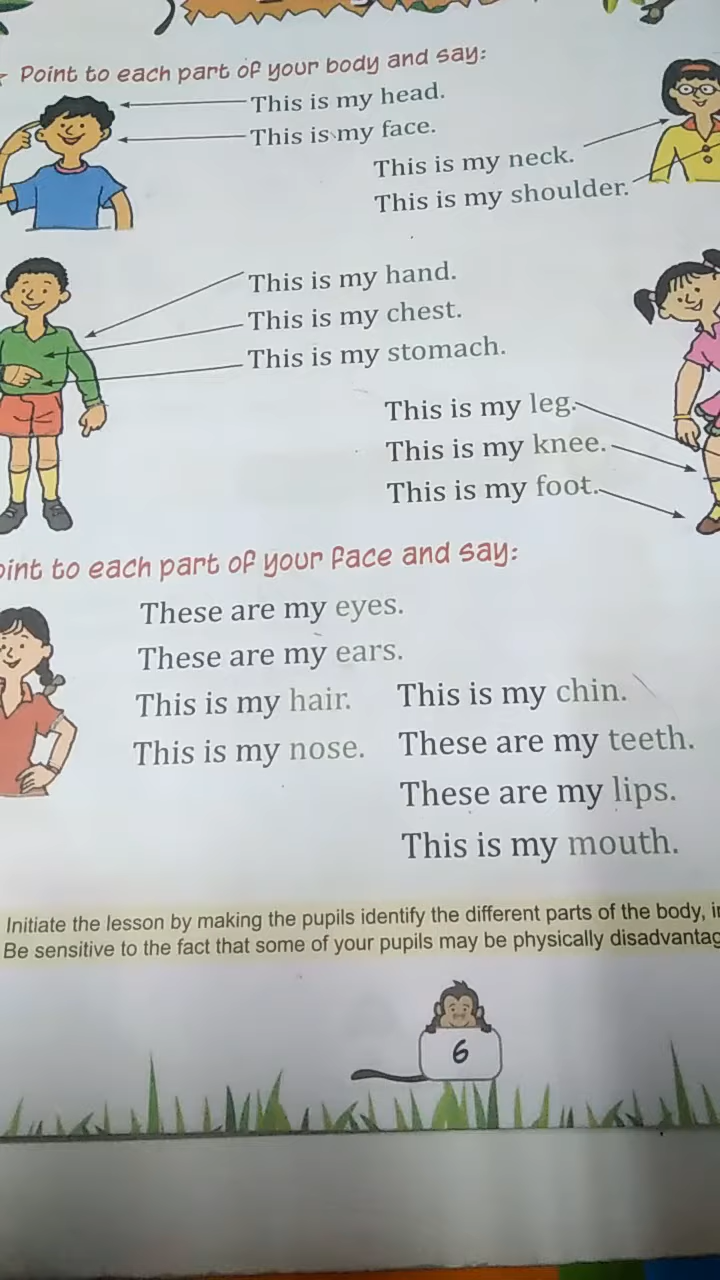 Point to each part of your body and say:
This is my head.
This is my face.
This is my neck.
This is my shoulder.
This is my hand.
This is my chest.
This is my stomach.
This is my leg.
This is my knee.
This is my foot.
oint to each part of your face and say:
These are my eyes.
These are my ears.
This is my hair.
This is my nose.
This is my chin.
These are my teeth.
These are my lips.
This is my mouth.
Initiate the lesson by making the pupils identify the different parts of the body,
Be sensitive to the fact that some of your pupils may be physically disadvantag
6